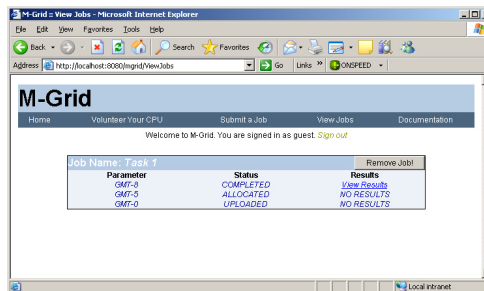 M-Grid :: View Jobs - Microsoft Internet Explorer
File Edit View Favorites Tools Help
Back Search Favorites
Address http://localhost:8080/mgrid/ViewJobs Go Links » ONSPEED
M-Grid
Home Volunteer Your CPU Submit a Job View Jobs Documentation
Welcome to M-Grid. You are signed in as guest. Sign out
Job Name: Task 1 Remove Job!
Parameter Status Results
GMT-8 COMPLETED View Results
GMT-5 ALLOCATED NO RESULTS
GMT-0 UPLOADED NO RESULTS
Local intranet